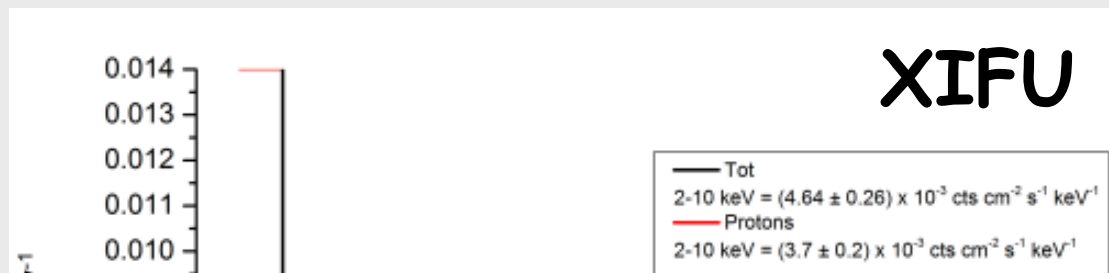 XIFU
0.014
0.013
0.012
0.011
0.010
Tot
2-10 keV = (4.64 ± 0.26) x 10⁻³ cts cm⁻² s⁻¹ keV⁻¹
Protons
2-10 keV = (3.7 ± 0.2) x 10⁻³ cts cm⁻² s⁻¹ keV⁻¹